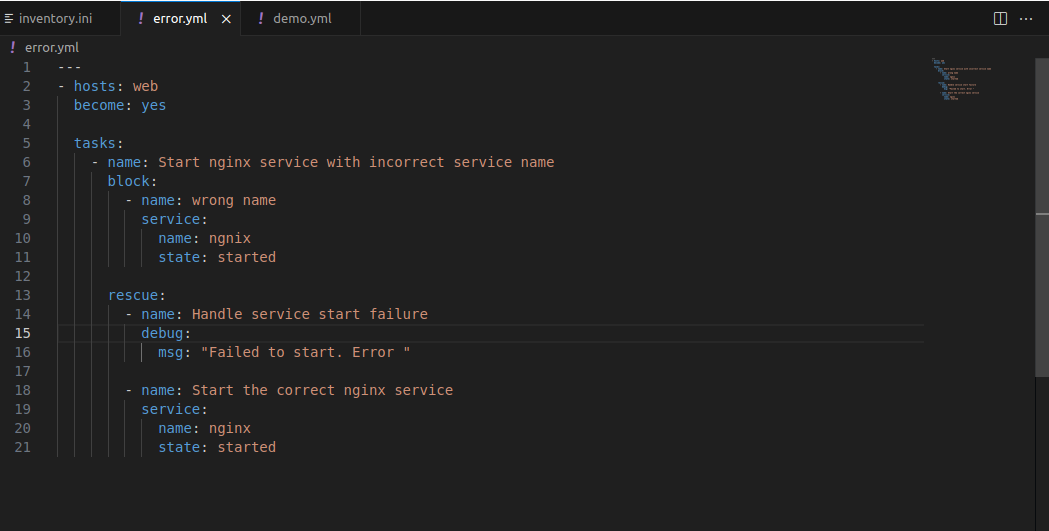 inventory.ini ! error.yml × ! demo.yml ...
! error.yml
1 ---
2 - hosts: web
3 become: yes
4
5 tasks:
6 - name: Start nginx service with incorrect service name
7 block:
8 - name: wrong name
9 service:
10 name: ngnix
11 state: started
12
13 rescue:
14 - name: Handle service start failure
15 debug:
16 msg: "Failed to start. Error "
17
18 - name: Start the correct nginx service
19 service:
20 name: nginx
21 state: started